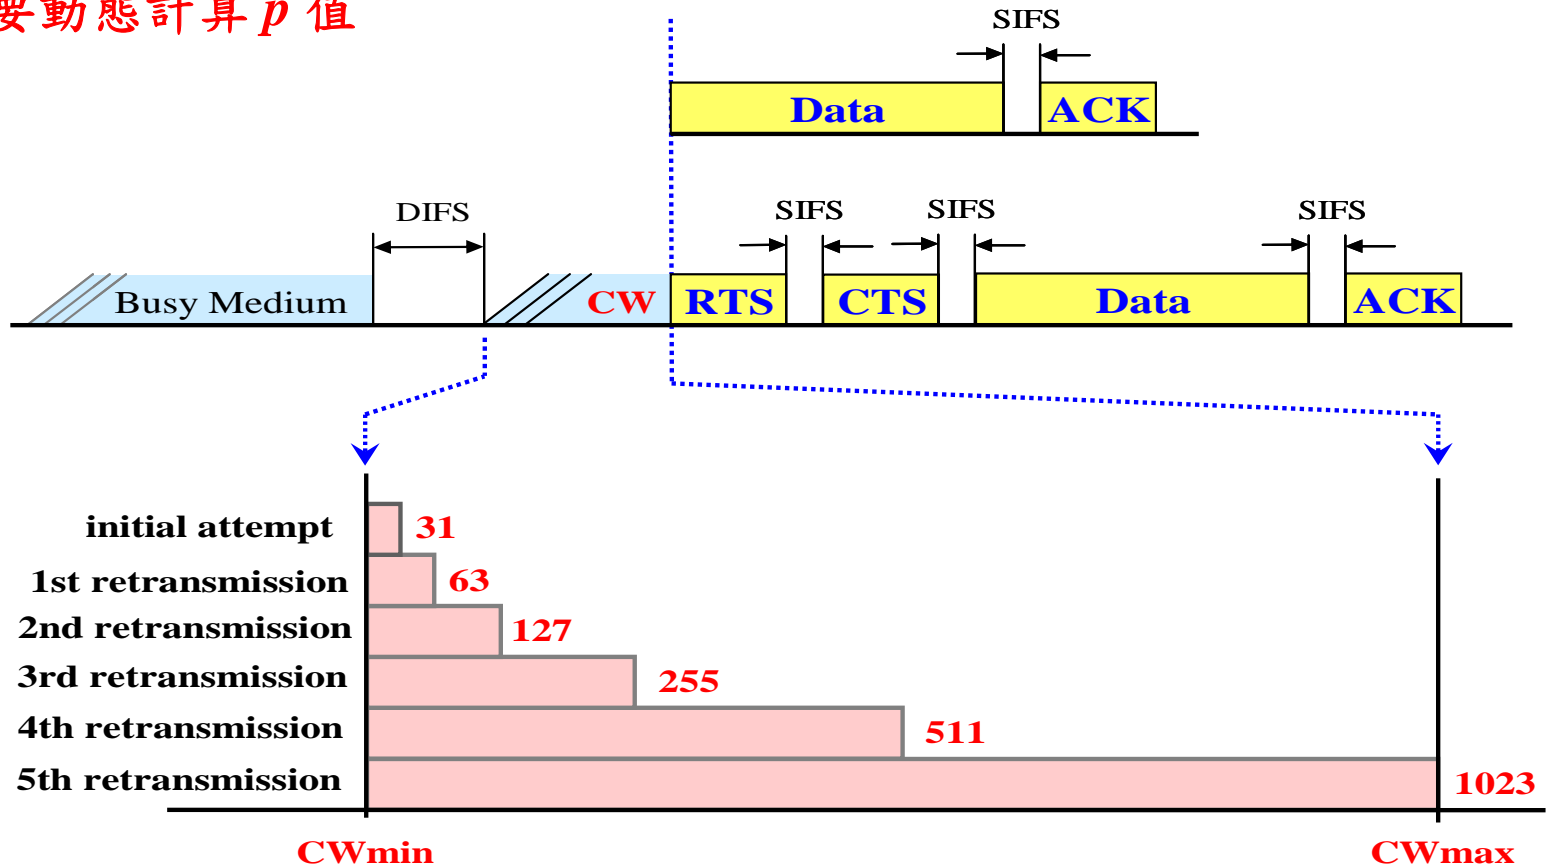 要動態計算 p 值
SIFS
Data
ACK
DIFS
SIFS
SIFS
SIFS
Busy Medium
CW
RTS
CTS
Data
ACK
initial attempt 31
1st retransmission 63
2nd retransmission 127
3rd retransmission 255
4th retransmission 511
5th retransmission 1023
CWmin
CWmax